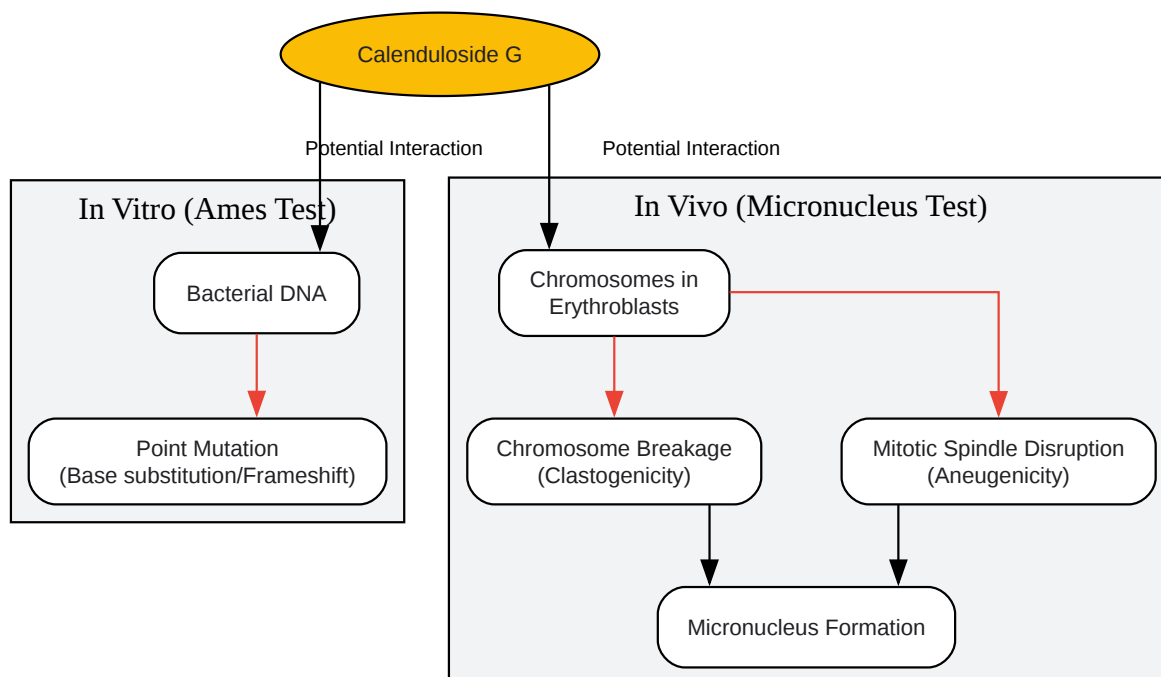 Calenduloside G
Potential Interaction
Potential Interaction
In Vitro (Ames Test)
Bacterial DNA
Point Mutation
(Base substitution/Frameshift)
In Vivo (Micronucleus Test)
Chromosomes in
Erythroblasts
Chromosome Breakage
(Clastogenicity)
Mitotic Spindle Disruption
(Aneugenicity)
Micronucleus Formation